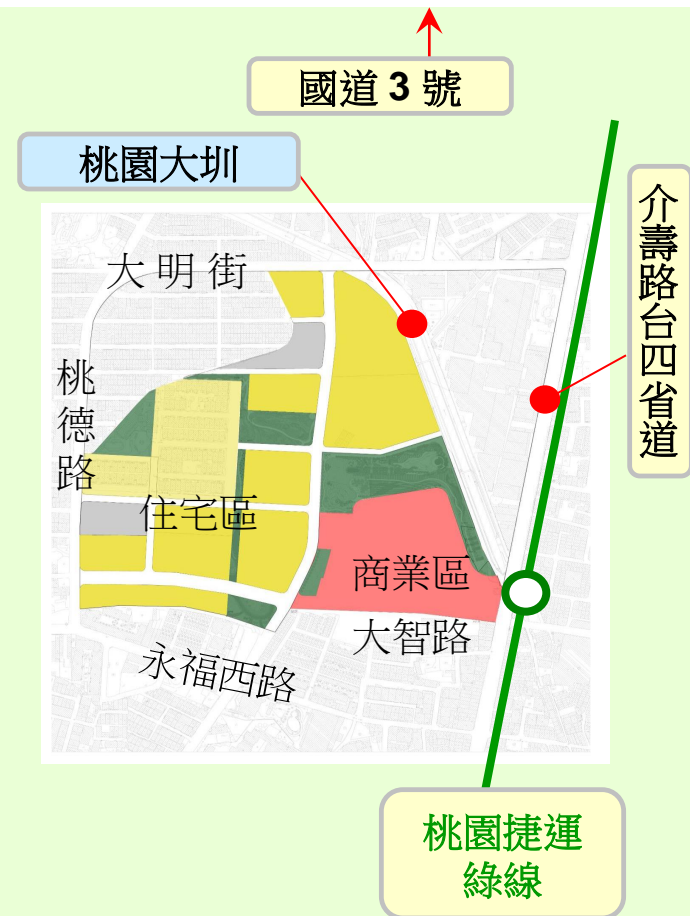 國道 3 號
桃園大圳
介壽路台四省道
大明街
桃德路
住宅區
商業區
大智路
永福西路
桃園捷運
綠線